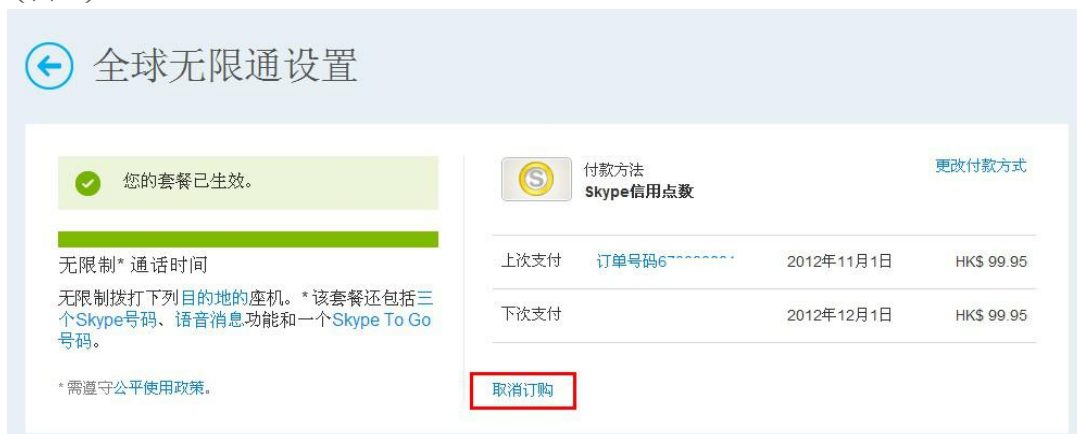 全球无限通设置
您的套餐已生效。
付款方法
Skype信用点数
更改付款方式
无限制* 通话时间
无限制拨打下列目的地的座机。*该套餐还包括三
个Skype号码、语音消息功能和一个Skype To Go
号码。
*需遵守公平使用政策。
上次支付 订单号码 2012年11月1日 HK$ 99.95
下次支付 2012年12月1日 HK$ 99.95
取消订购